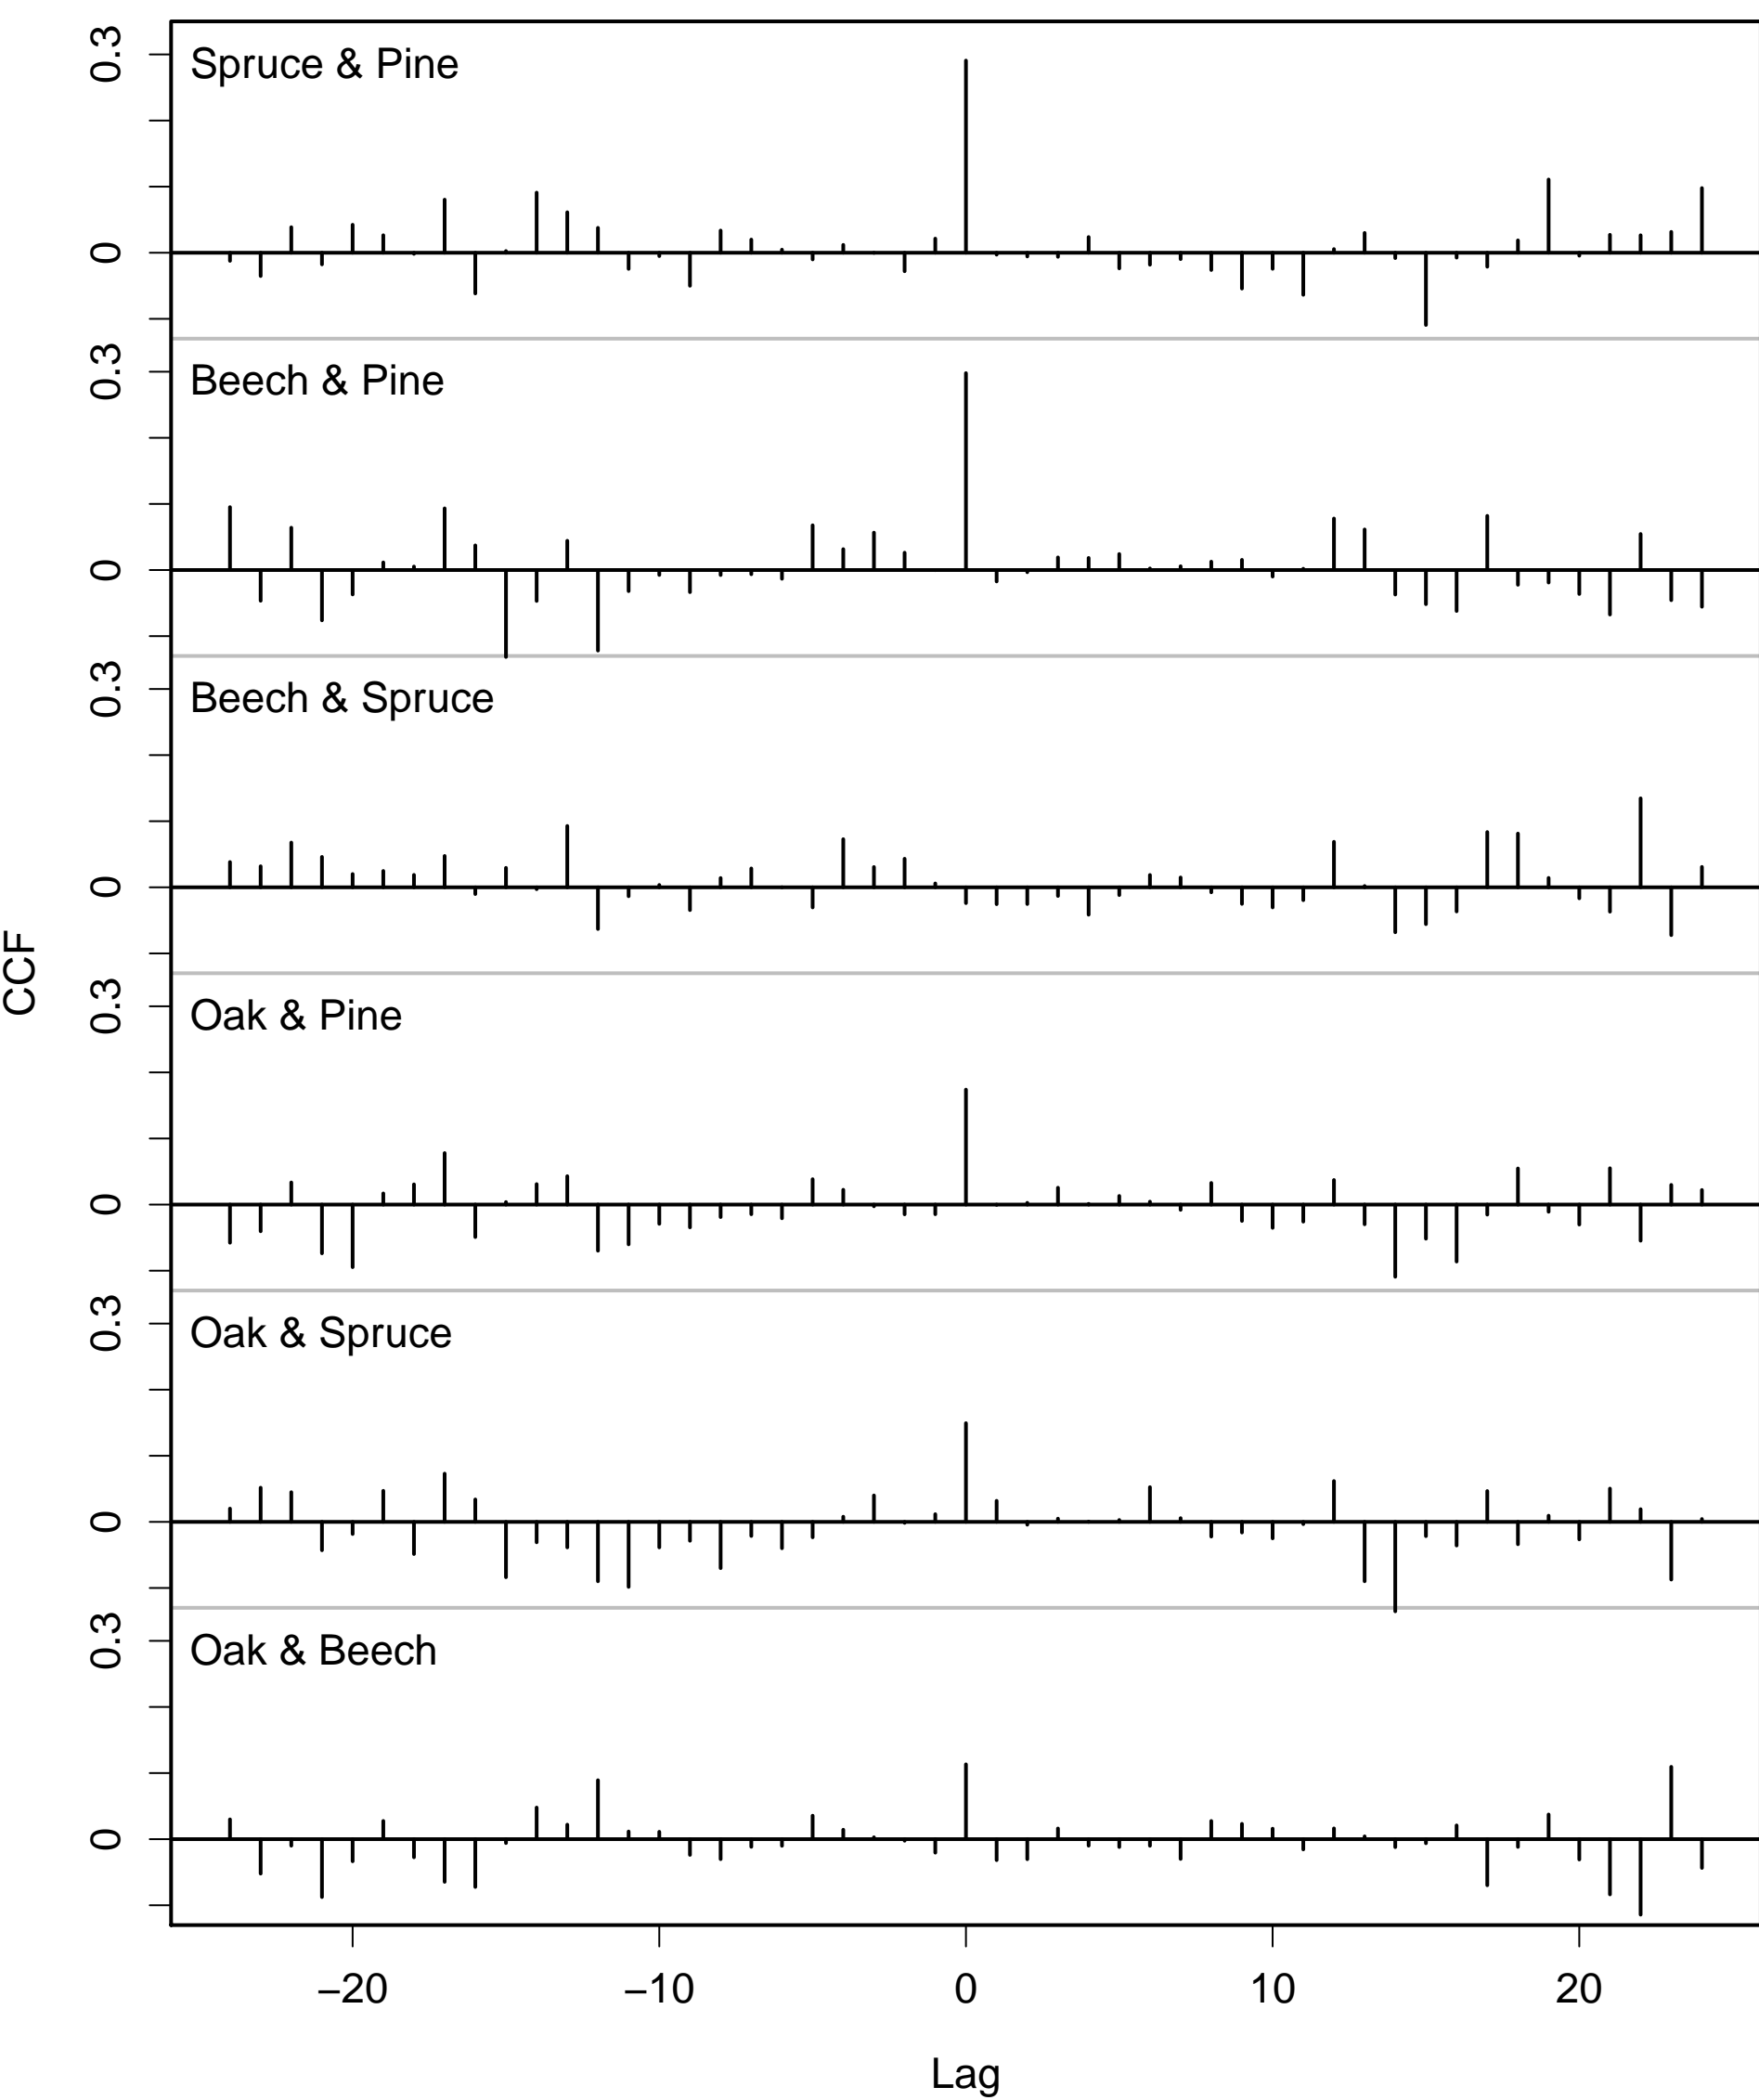 0.3
Spruce & Pine
0
0.3
Beech & Pine
0
0.3
Beech & Spruce
0
CCF
0.3
Oak & Pine
0
0.3
Oak & Spruce
0
0.3
Oak & Beech
0
−20 −10 0 10 20
Lag